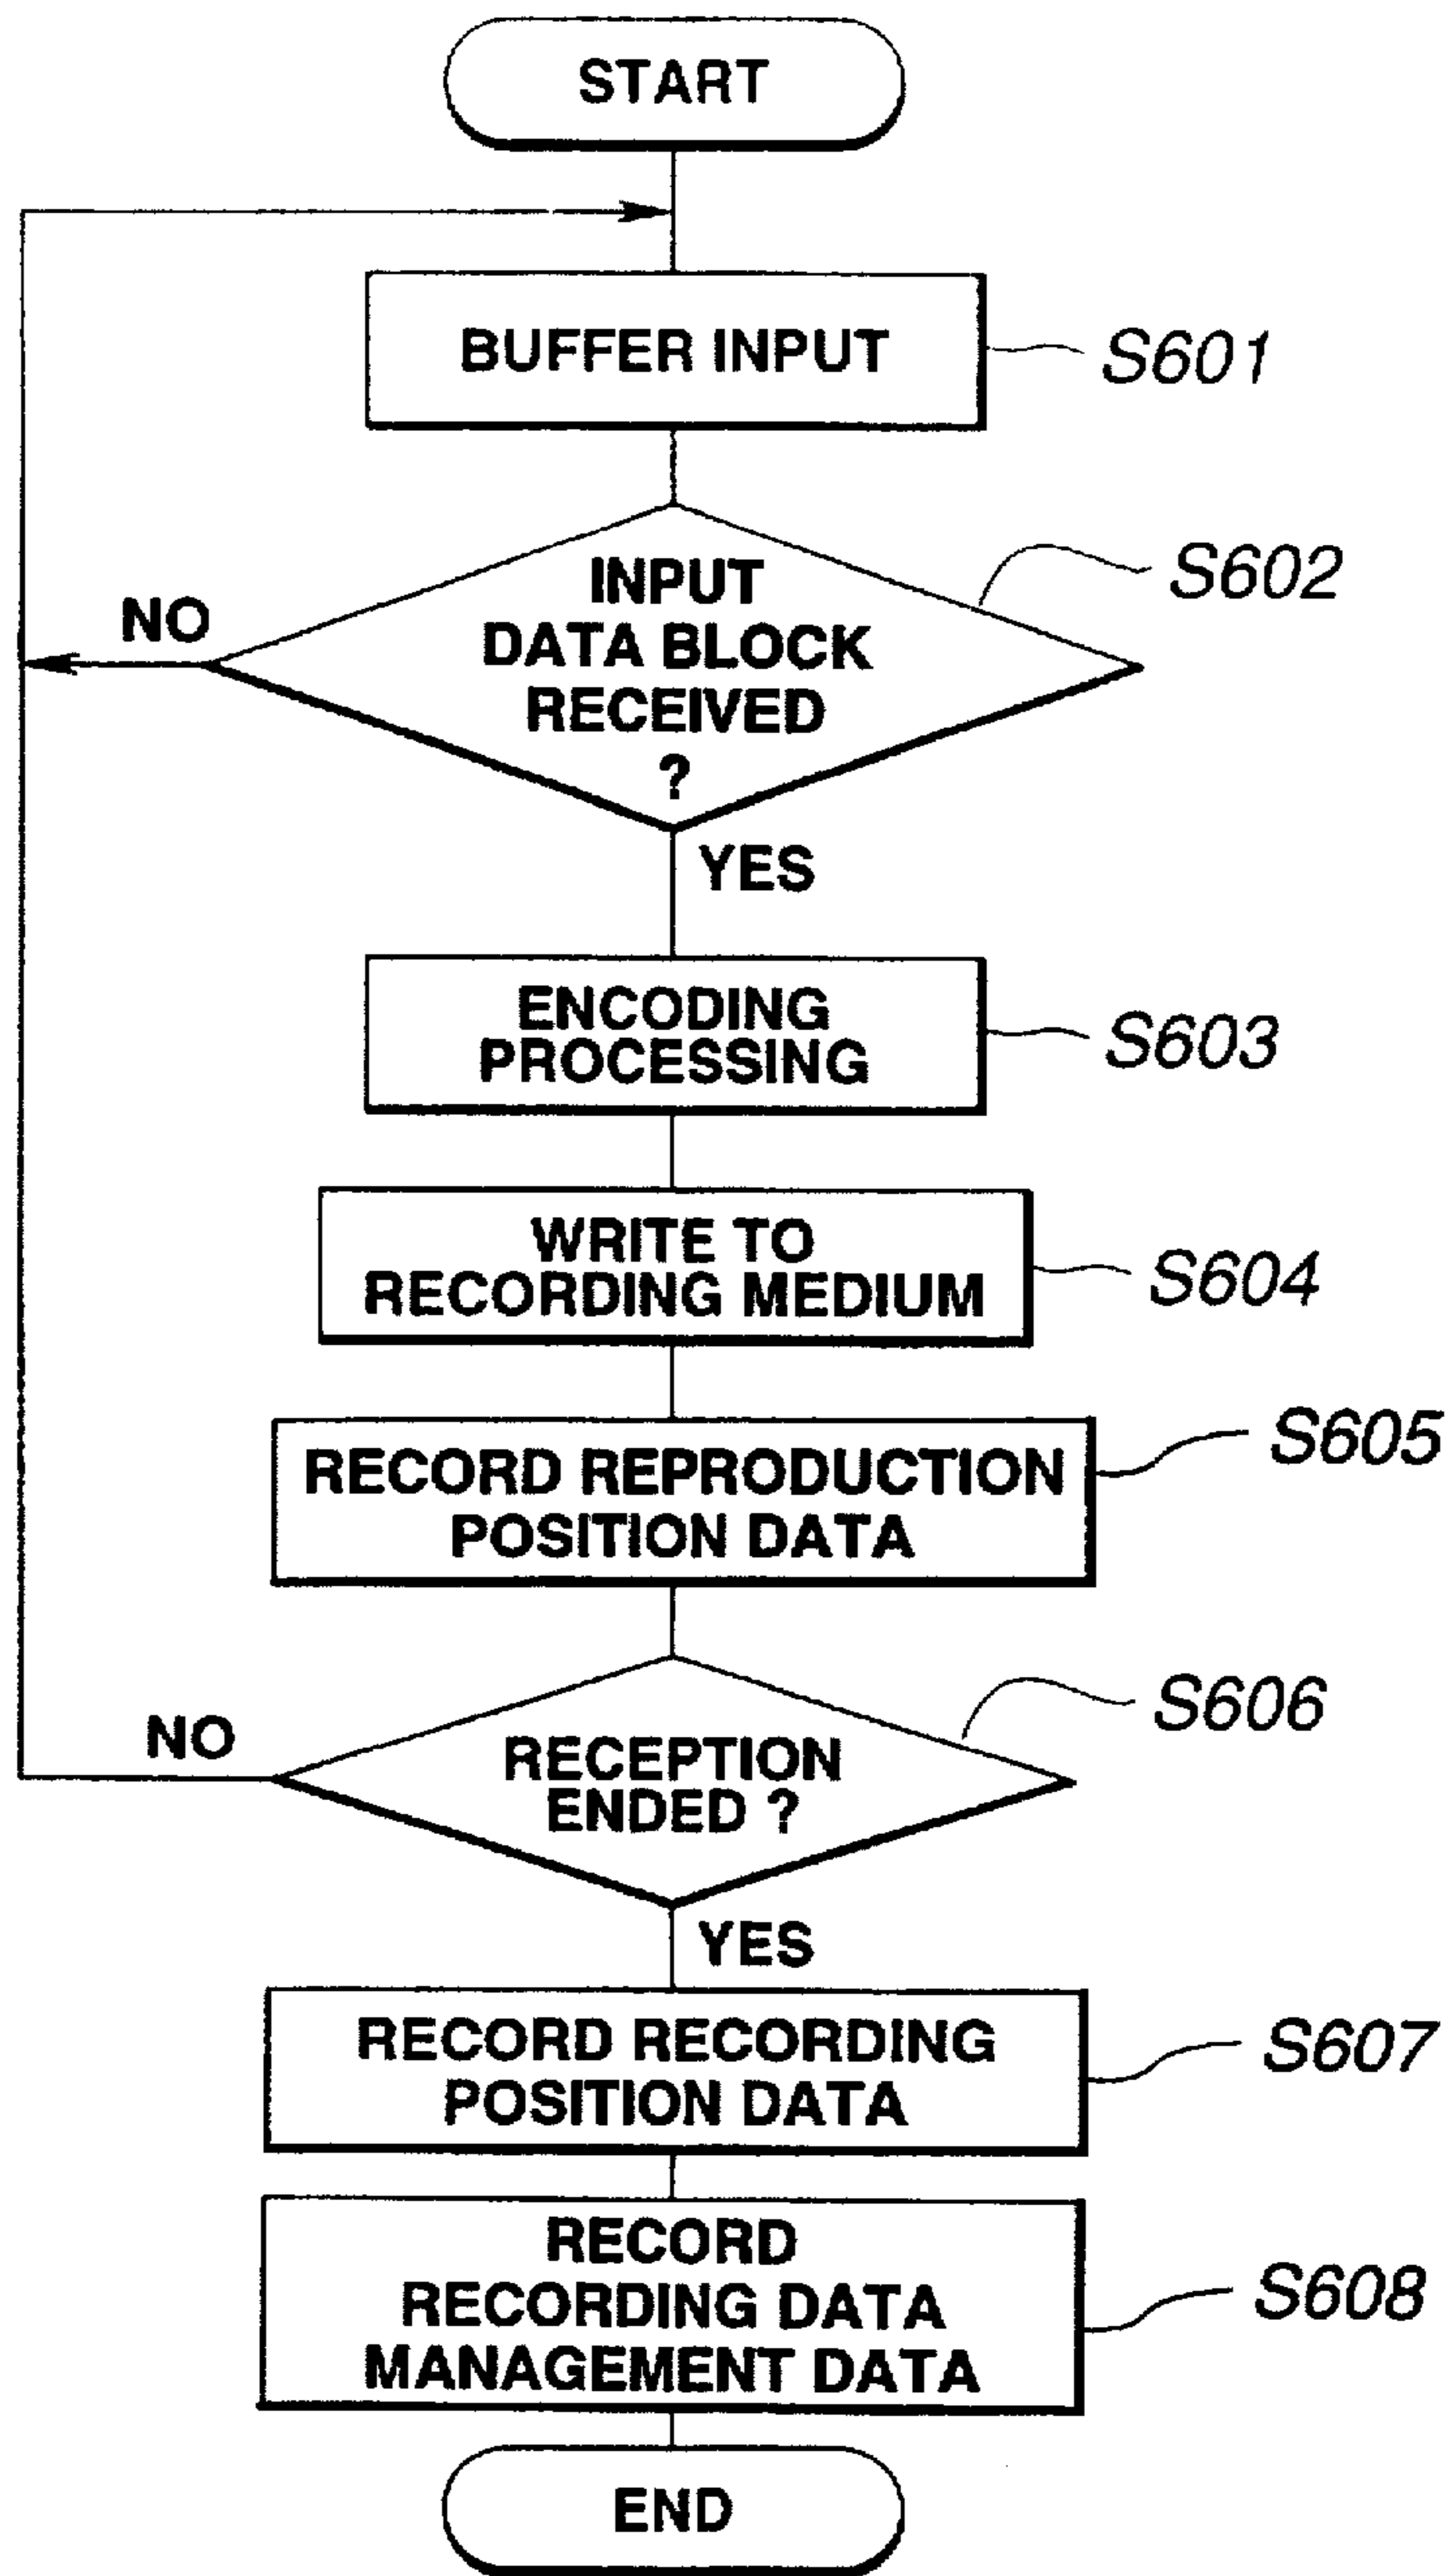 START
BUFFER INPUT
S601
INPUT
DATA BLOCK
RECEIVED
?
S602
NO
YES
ENCODING
PROCESSING
S603
WRITE TO
RECORDING MEDIUM
S604
RECORD REPRODUCTION
POSITION DATA
S605
RECEPTION
ENDED ?
S606
NO
YES
RECORD RECORDING
POSITION DATA
S607
RECORD
RECORDING DATA
MANAGEMENT DATA
S608
END